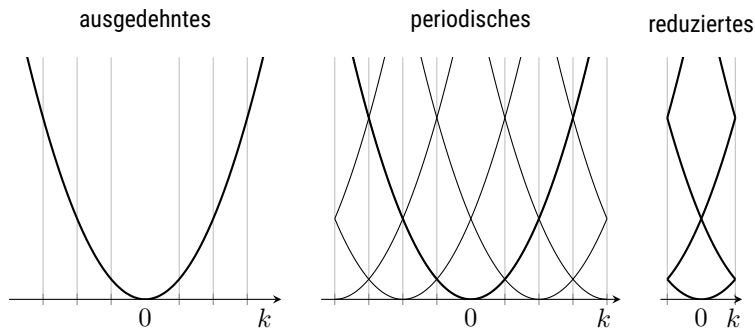 ausgedehntes
periodisches
reduziertes
0
k
0
k
0
k